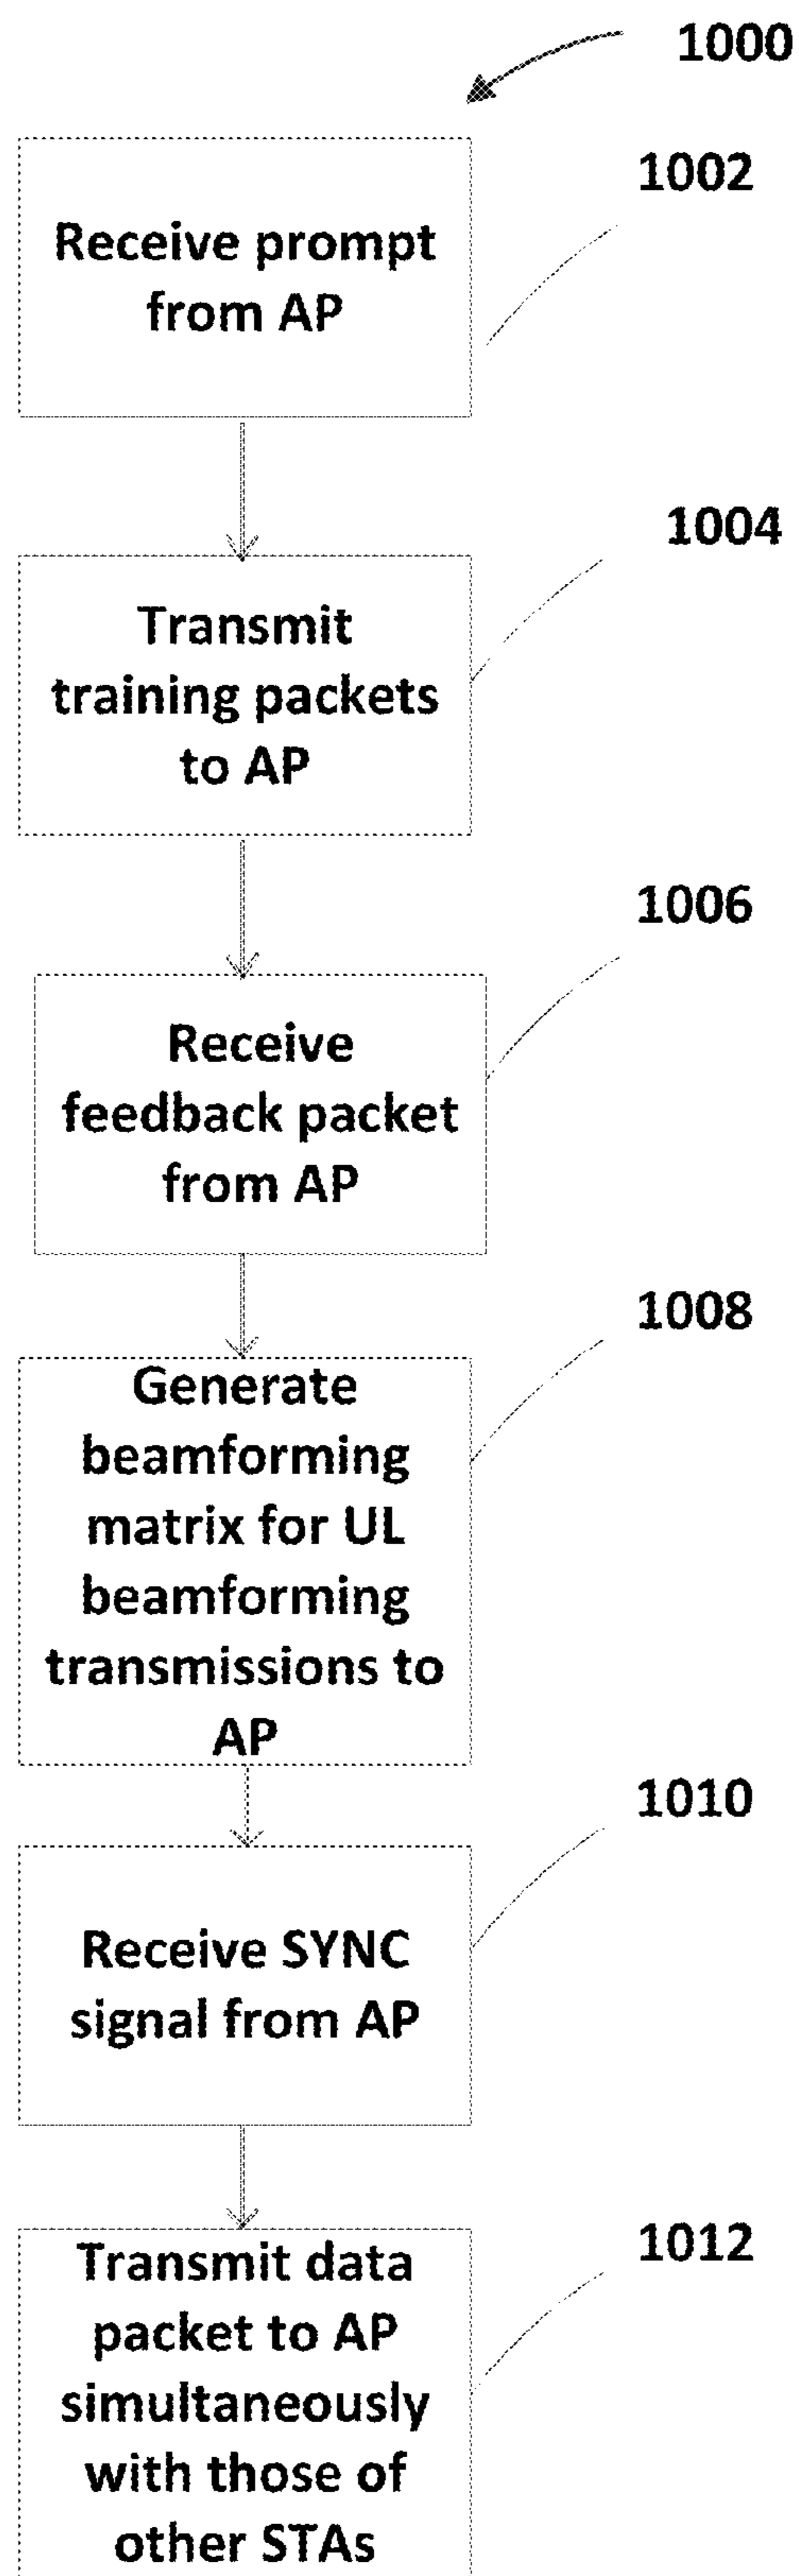 1000
1002
Receive prompt
from AP
1004
Transmit
training packets
to AP
1006
Receive
feedback packet
from AP
1008
Generate
beamforming
matrix for UL
beamforming
transmissions to
AP
1010
Receive SYNC
signal from AP
1012
Transmit data
packet to AP
simultaneously
with those of
other STAs